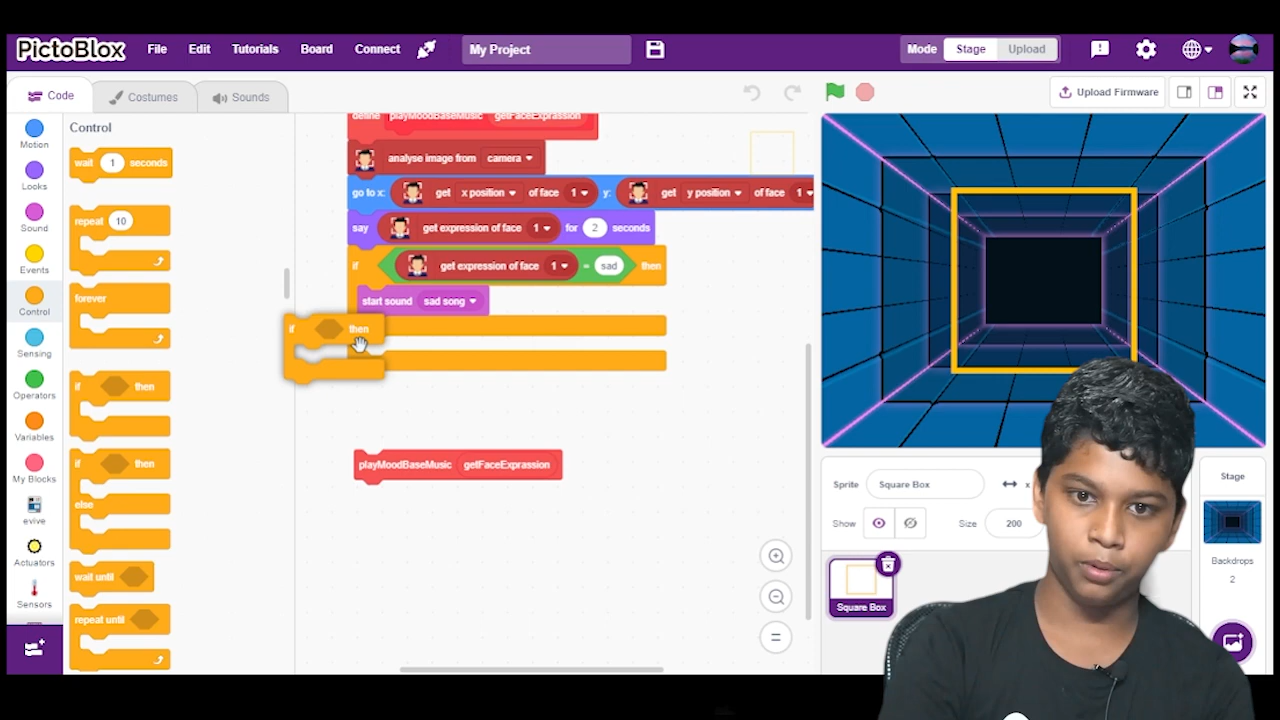 PictoBlox
File
Edit
Tutorials
Board
Connect
My Project
Mode
Stage
Upload
Code
Costumes
Sounds
Upload Firmware
Motion
Looks
Sound
Events
Control
Sensing
Operators
Variables
My Blocks
evive
Actuators
Sensors
Control
wait 1 seconds
repeat 10
forever
if then
if then
else
wait until
repeat until
define playMoodBaseMusic getFaceExprassion
analyse image from camera
go to x: get x position of face 1 y: get y position of face 1
say get expression of face 1 for 2 seconds
if get expression of face 1 = sad then
start sound sad song
if then
playMoodBaseMusic getFaceExprassion
Sprite Square Box x
Show Size 200
Square Box
Stage
Backdrops
2